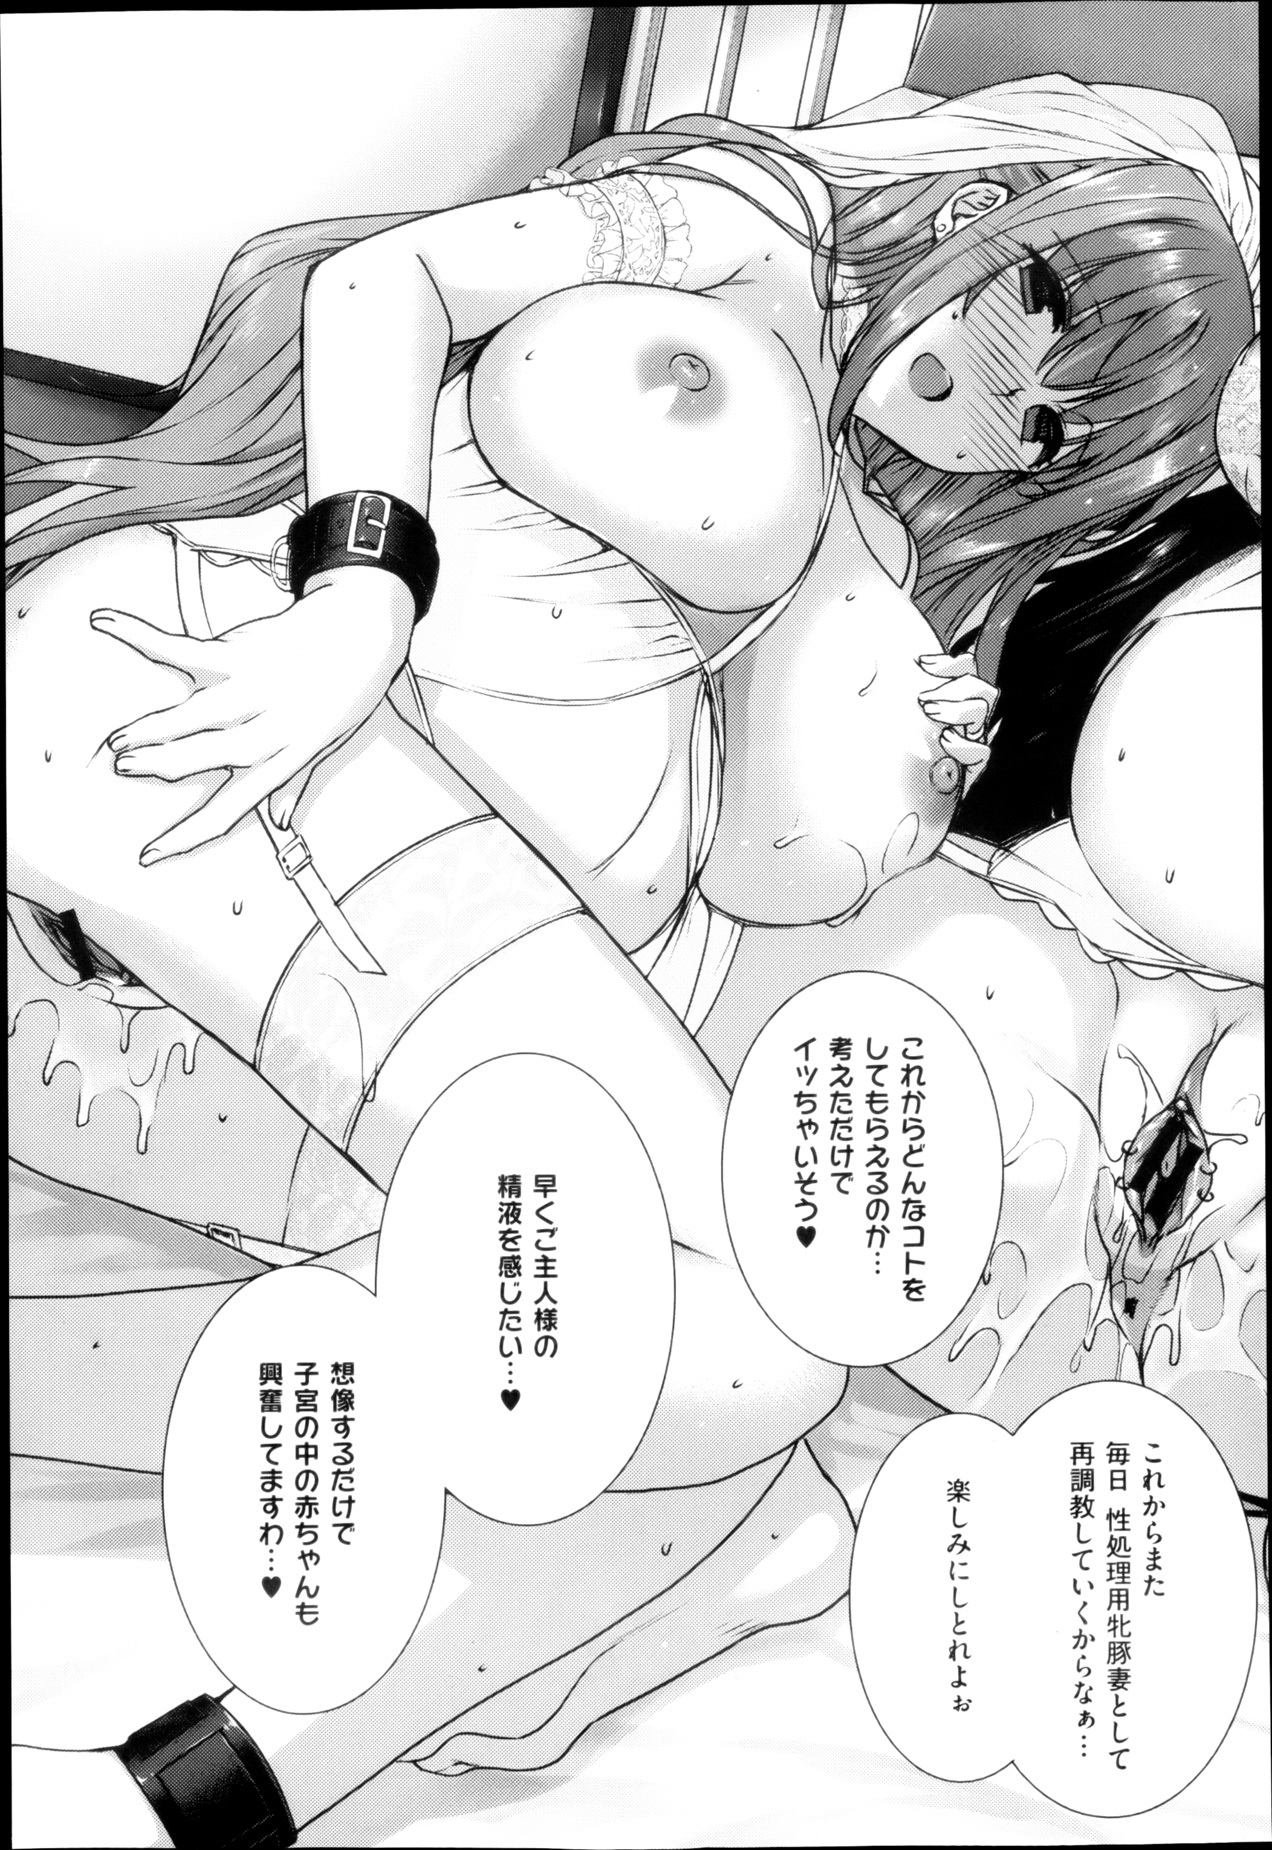 これからまた
毎日 性処理用牝豚妻として
再調教していくからなぁ…
楽しみにしとれよぉ
これからどんなコトを
してもらえるのか…
考えただけで
イッちゃいそう♥
早くご主人様の
精液を感じたい…♥
想像するだけで
子宮の中の赤ちゃんも
興奮してますわ…♥